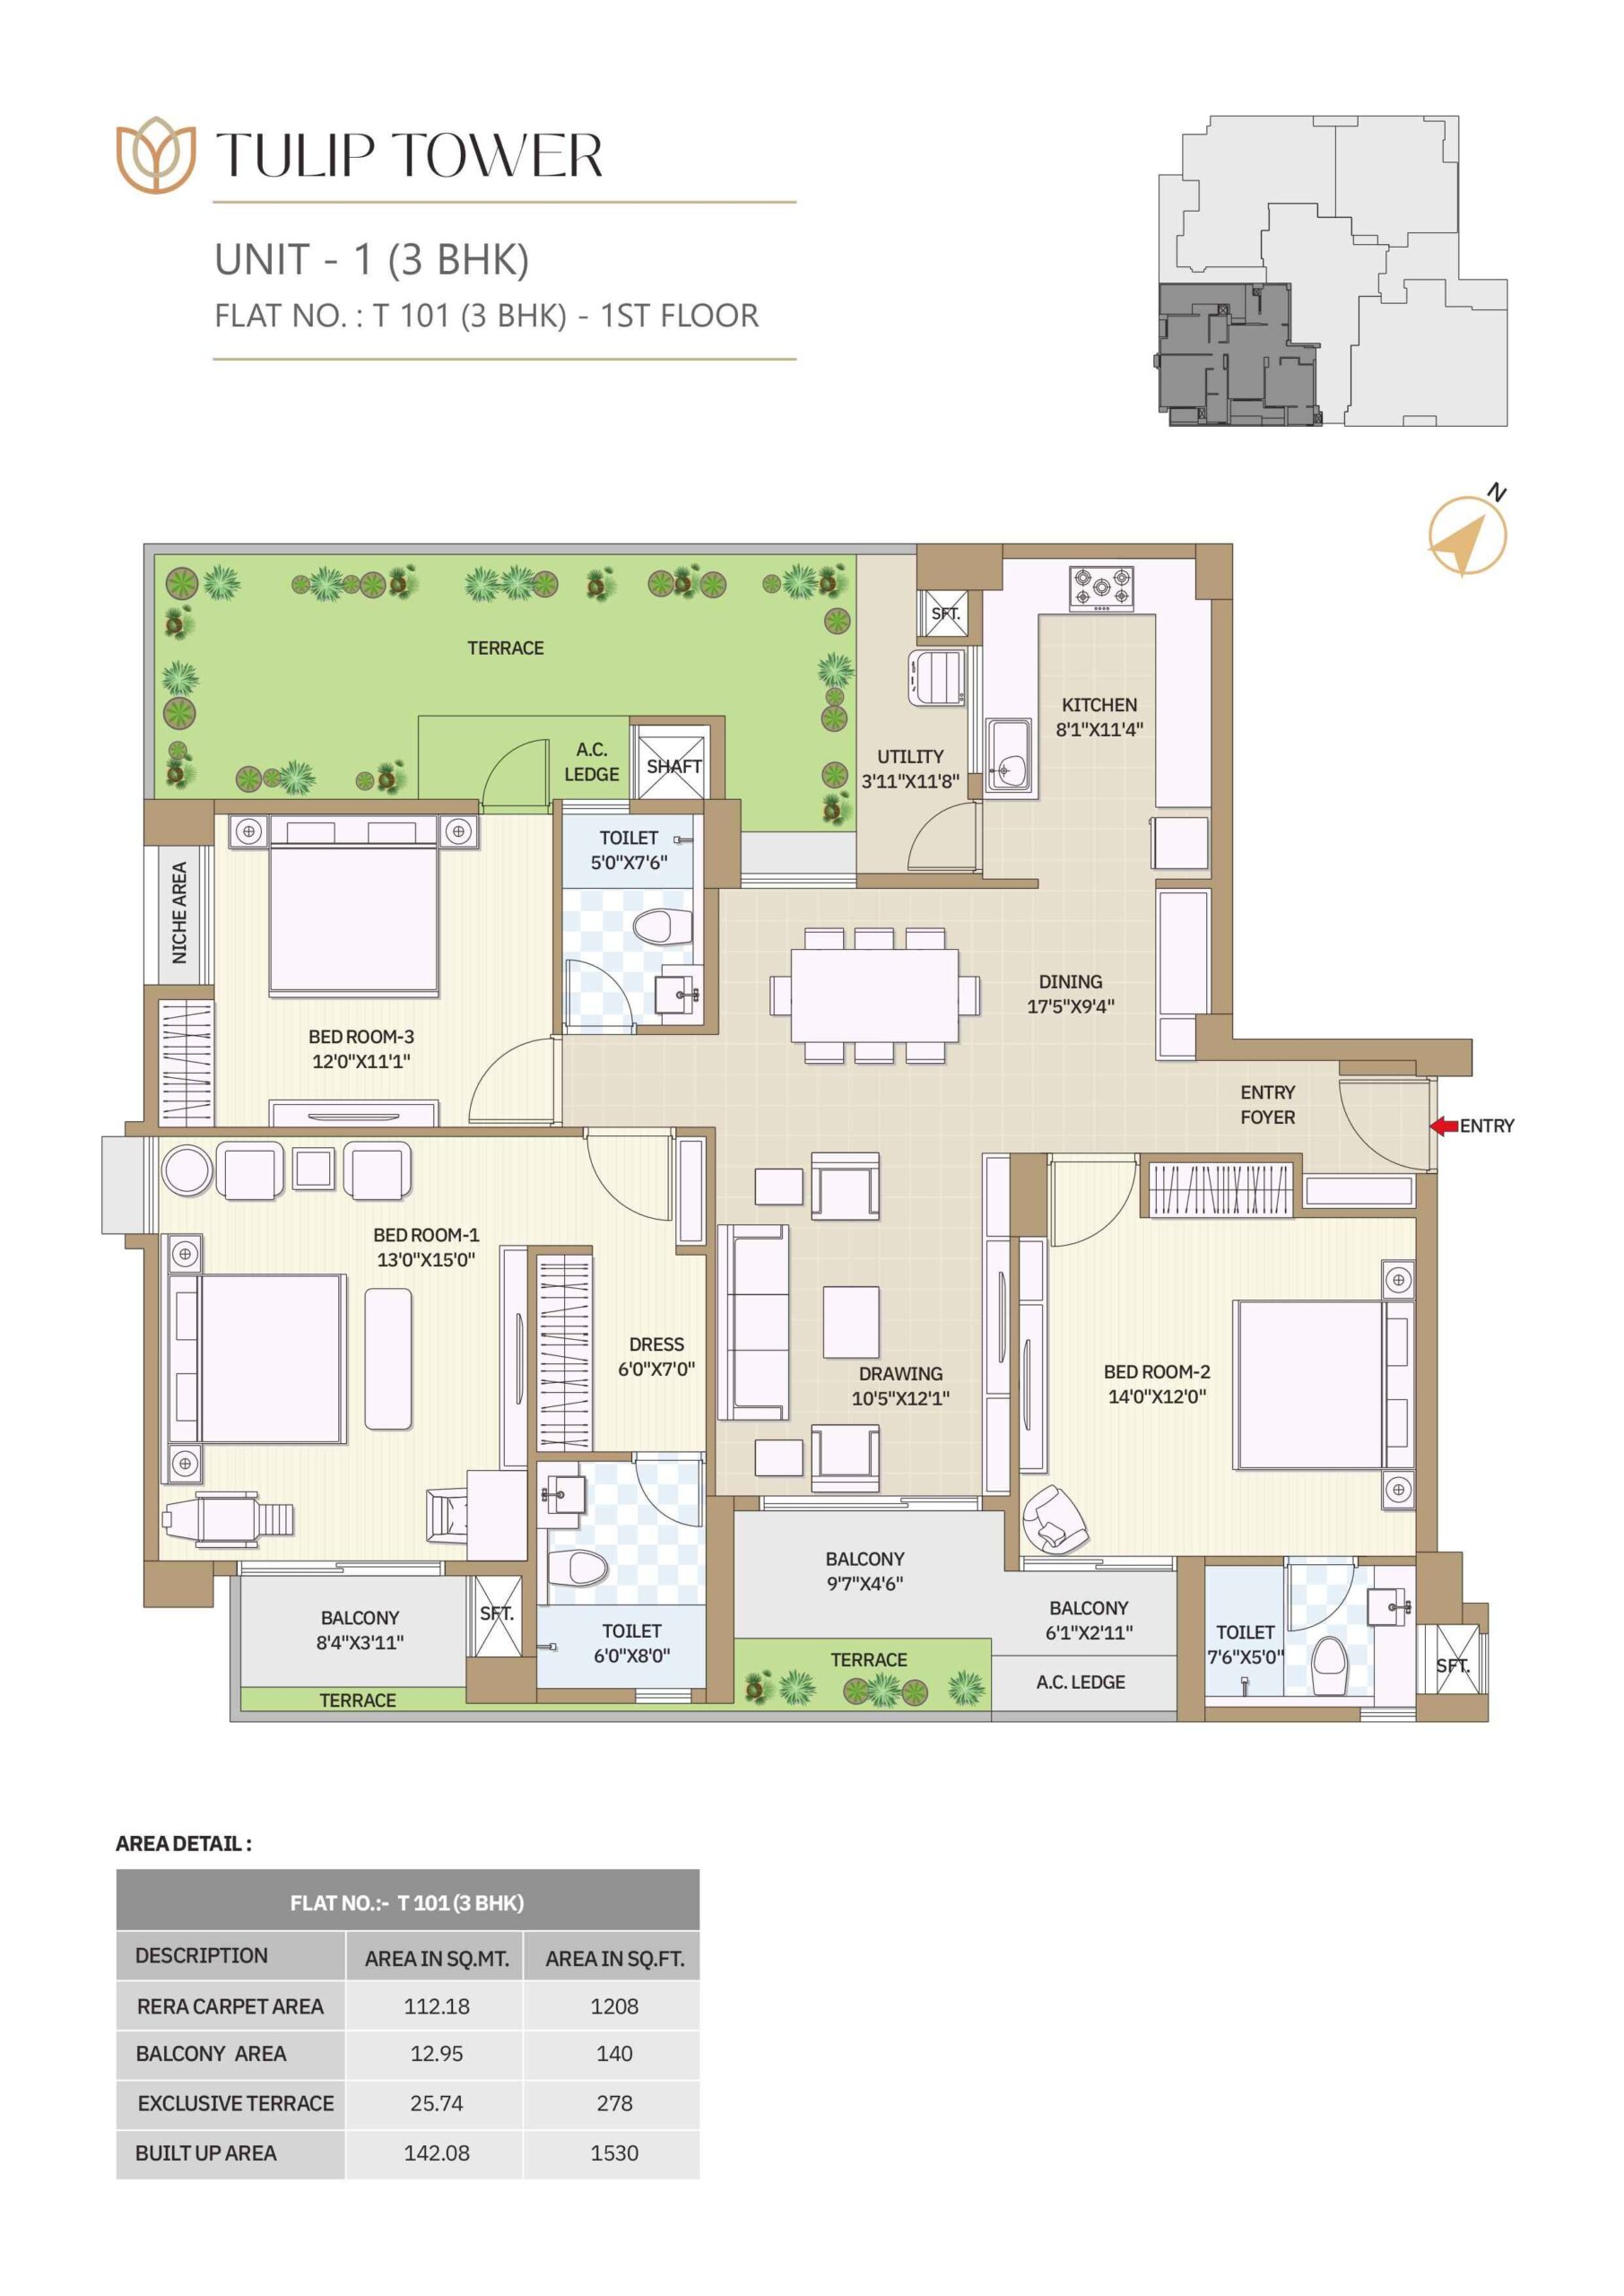 TULIP TOWER
UNIT - 1 (3 BHK)
FLAT NO. : T 101 (3 BHK) - 1ST FLOOR
N
TERRACE
SFT.
KITCHEN
8'1"X11'4"
A.C.
LEDGE
SHAFT
UTILITY
3'11"X11'8"
TOILET
5'0"X7'6"
NICHE AREA
DINING
17'5"X9'4"
BED ROOM-3
12'0"X11'1"
ENTRY
FOYER
ENTRY
BED ROOM-1
13'0"X15'0"
DRESS
6'0"X7'0"
DRAWING
10'5"X12'1"
BED ROOM-2
14'0"X12'0"
BALCONY
9'7"X4'6"
BALCONY
8'4"X3'11"
SFT.
TOILET
6'0"X8'0"
BALCONY
6'1"X2'11"
TOILET
7'6"X5'0"
SFT.
TERRACE
A.C. LEDGE
TERRACE
AREA DETAIL :
FLAT NO.:- T 101 (3 BHK)
DESCRIPTION AREA IN SQ.MT. AREA IN SQ.FT.
RERA CARPET AREA 112.18 1208
BALCONY AREA 12.95 140
EXCLUSIVE TERRACE 25.74 278
BUILT UP AREA 142.08 1530